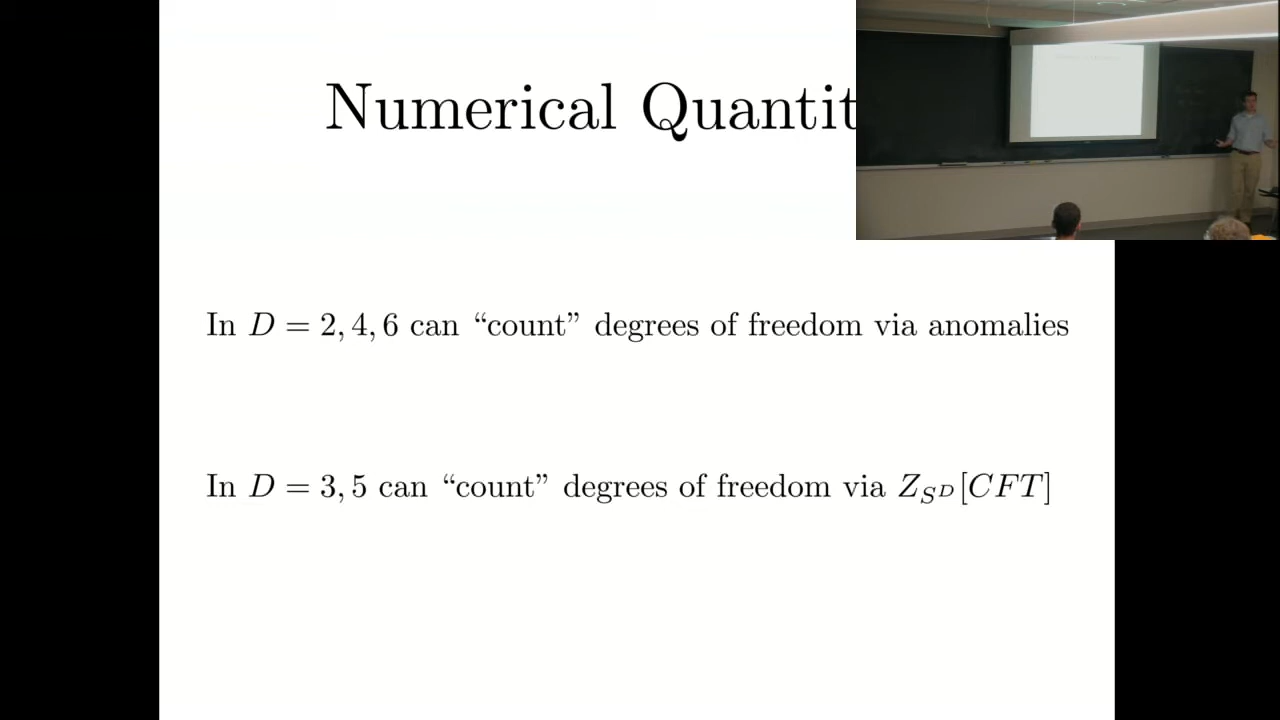 Numerical Quantit
In $D = 2, 4, 6$ can “count” degrees of freedom via anomalies
In $D = 3, 5$ can “count” degrees of freedom via $Z_{S^D}[CFT]$